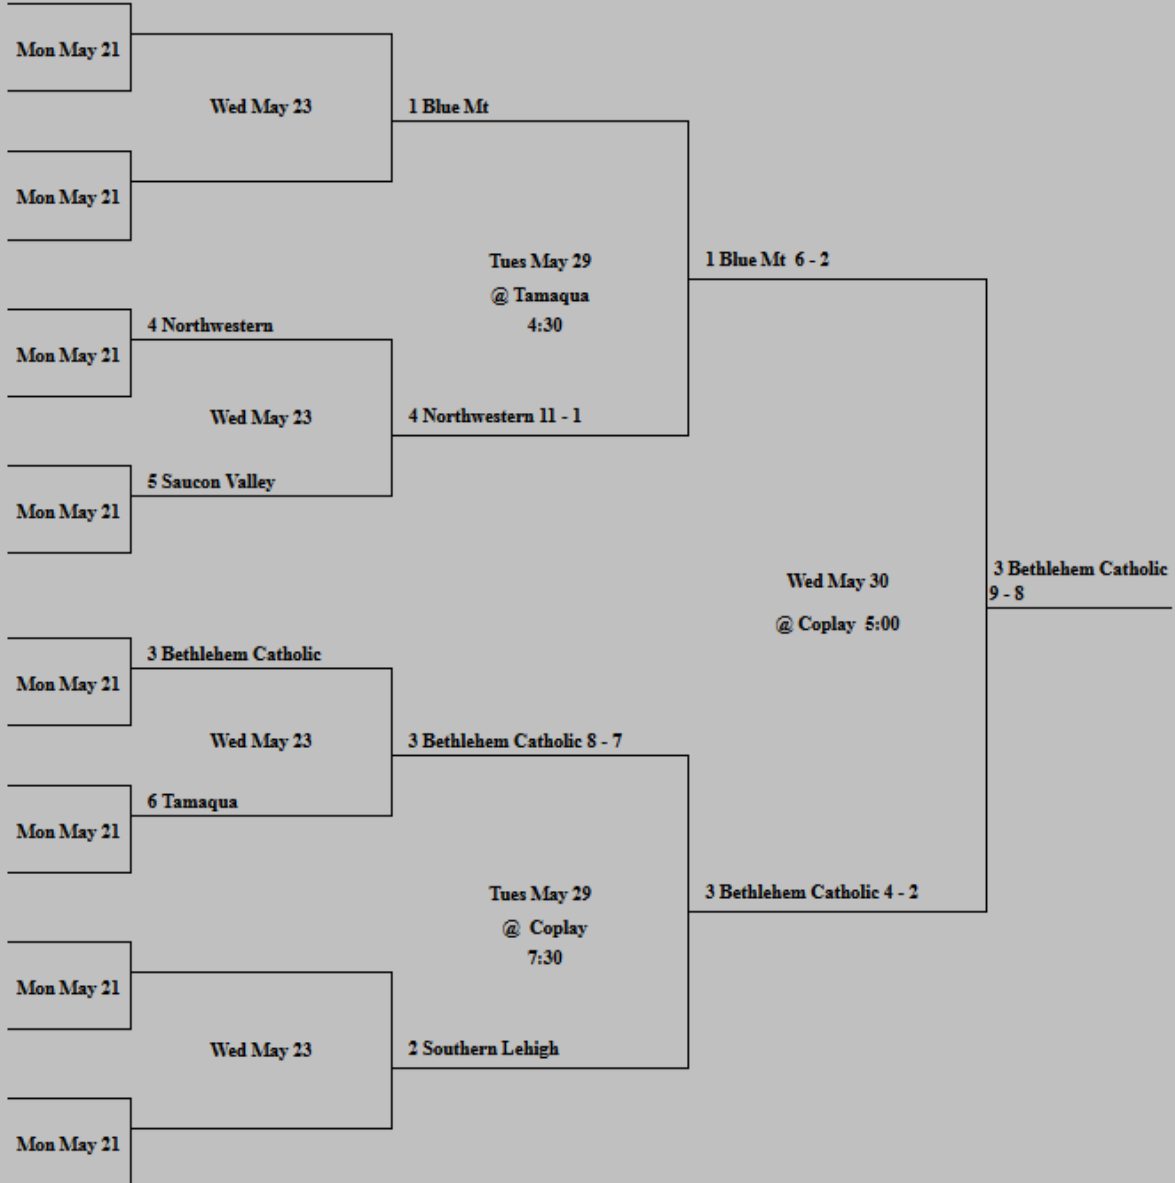 Mon May 21
Wed May 23
1 Blue Mt
Mon May 21
Tues May 29
@ Tamaqua
4:30
1 Blue Mt  6 - 2
4 Northwestern
Mon May 21
Wed May 23
4 Northwestern 11 - 1
5 Saucon Valley
Mon May 21
Wed May 30
@ Coplay  5:00
3 Bethlehem Catholic
9 - 8
3 Bethlehem Catholic
Mon May 21
Wed May 23
3 Bethlehem Catholic 8 - 7
6 Tamaqua
Mon May 21
Tues May 29
@  Coplay
7:30
3 Bethlehem Catholic 4 - 2
Mon May 21
Wed May 23
2 Southern Lehigh
Mon May 21